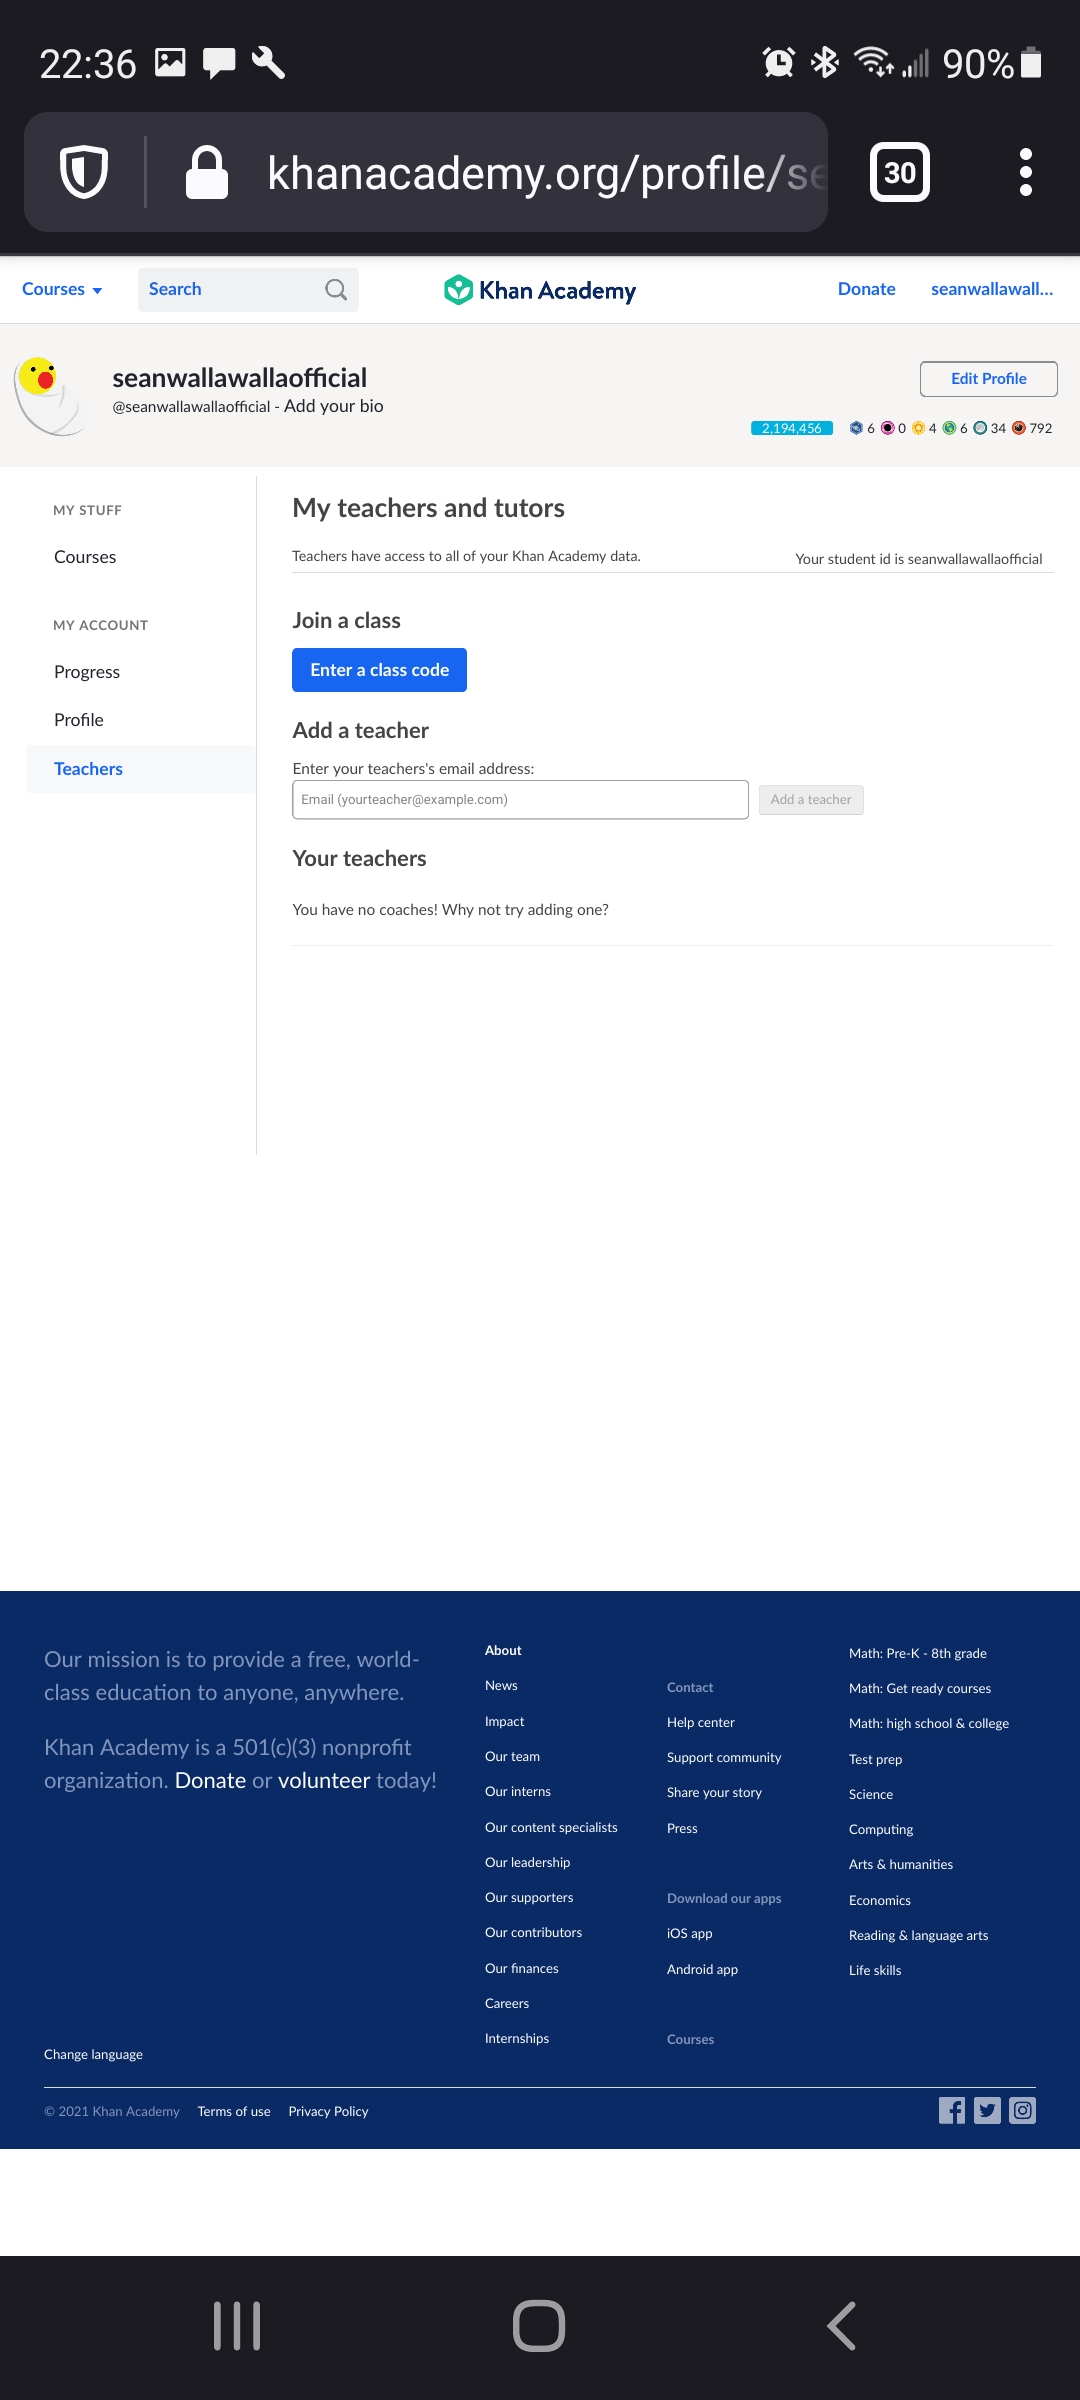 22:36
90%
khanacademy.org/profile/se
30
Courses
Search
Khan Academy
Donate
seanwallawall...
seanwallawallaofficial
@seanwallawallaofficial - Add your bio
Edit Profile
2,194,456 6 0 4 6 34 792
MY STUFF
Courses
MY ACCOUNT
Progress
Profile
Teachers
My teachers and tutors
Teachers have access to all of your Khan Academy data.
Your student id is seanwallawallaofficial
Join a class
Enter a class code
Add a teacher
Enter your teachers's email address:
Email (yourteacher@example.com)
Add a teacher
Your teachers
You have no coaches! Why not try adding one?
Our mission is to provide a free, world-
class education to anyone, anywhere.
Khan Academy is a 501(c)(3) nonprofit
organization. Donate or volunteer today!
About
News
Impact
Our team
Our interns
Our content specialists
Our leadership
Our supporters
Our contributors
Our finances
Careers
Internships
Contact
Help center
Support community
Share your story
Press
Download our apps
iOS app
Android app
Courses
Math: Pre-K - 8th grade
Math: Get ready courses
Math: high school & college
Test prep
Science
Computing
Arts & humanities
Economics
Reading & language arts
Life skills
Change language
© 2021 Khan Academy
Terms of use
Privacy Policy